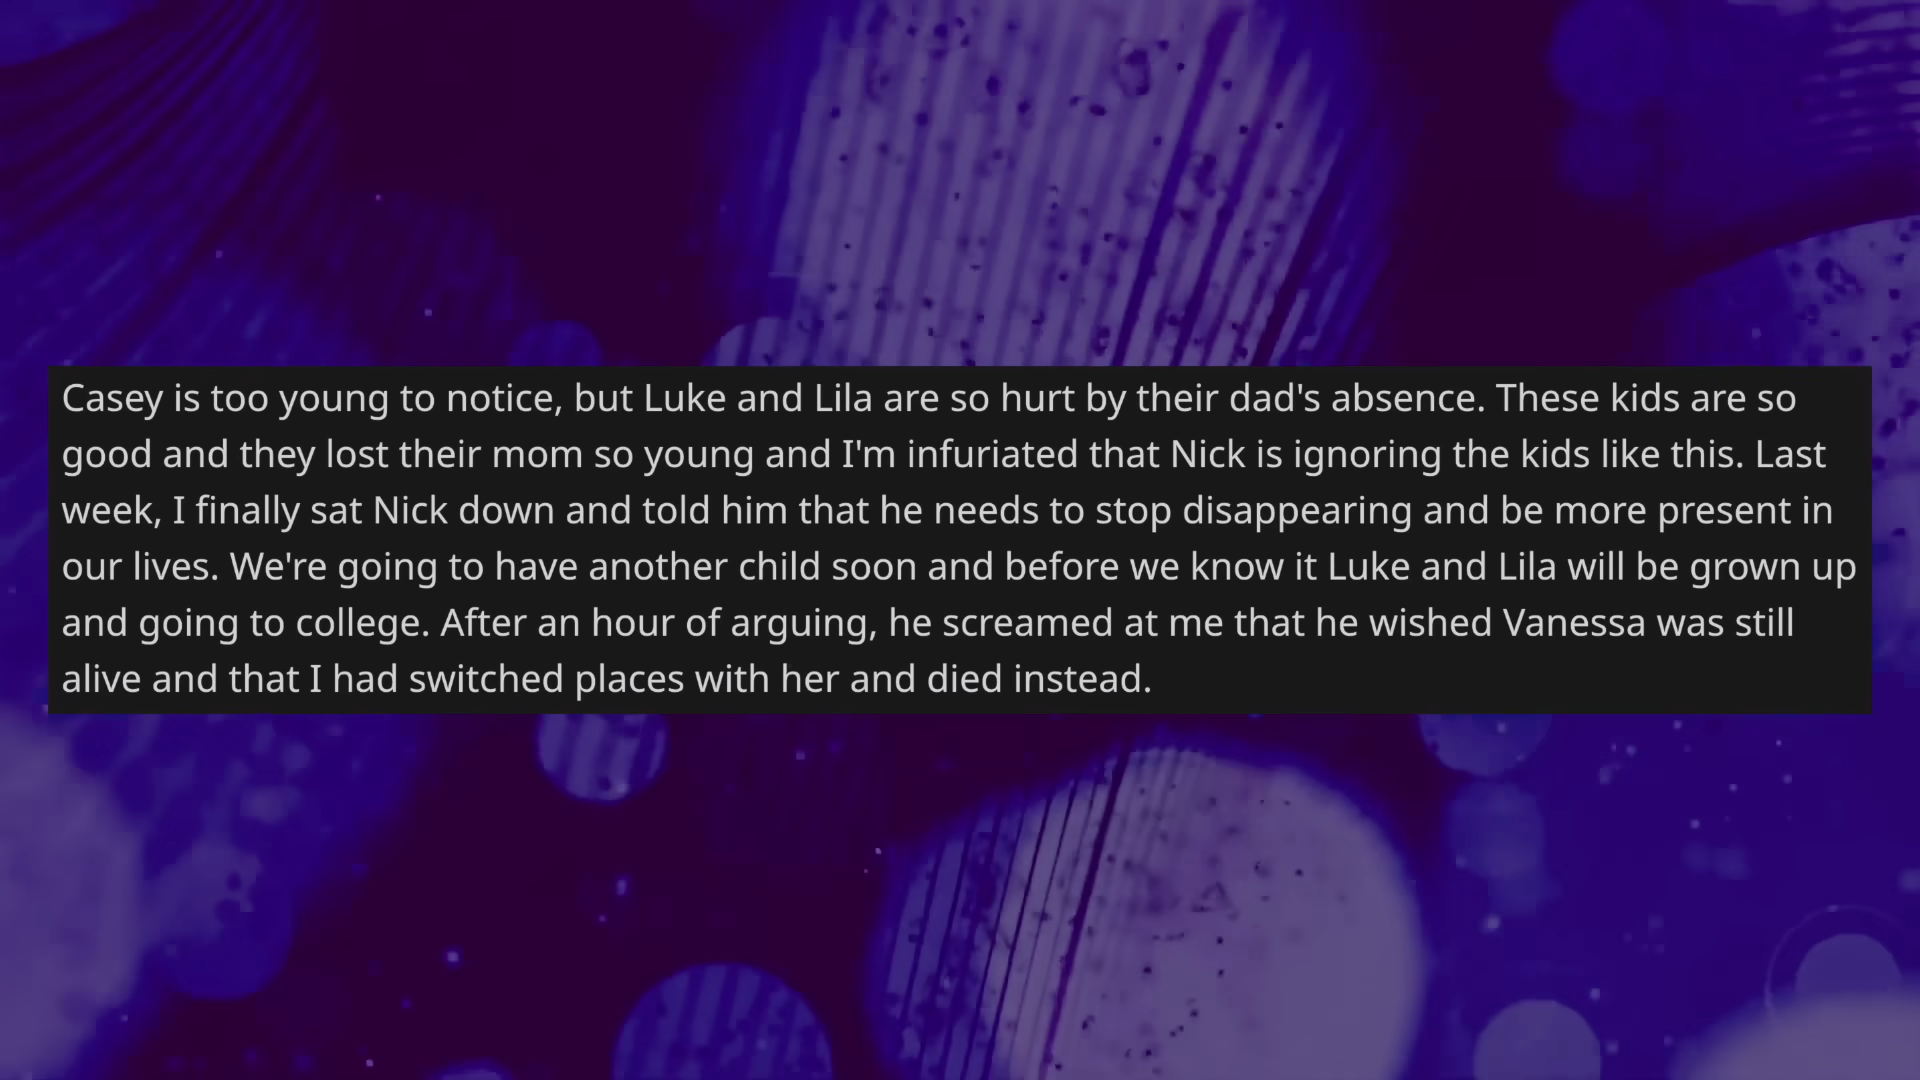 Casey is too young to notice, but Luke and Lila are so hurt by their dad's absence. These kids are so
good and they lost their mom so young and I'm infuriated that Nick is ignoring the kids like this. Last
week, I finally sat Nick down and told him that he needs to stop disappearing and be more present in
our lives. We're going to have another child soon and before we know it Luke and Lila will be grown up
and going to college. After an hour of arguing, he screamed at me that he wished Vanessa was still
alive and that I had switched places with her and died instead.